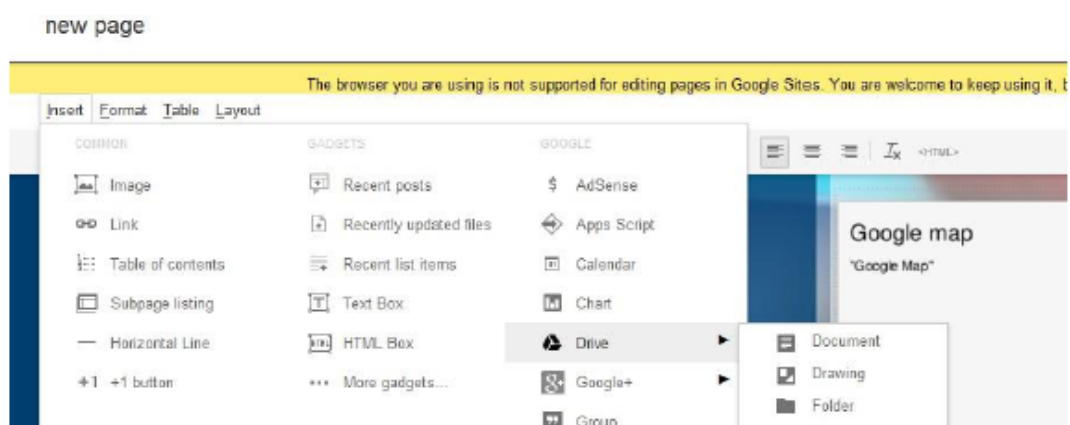 new page
The browser you are using is not supported for editing pages in Google Sites. You are welcome to keep using it, b
Insert Format Table Layout
COMMON
Image
Link
Table of contents
Subpage listing
Horizontal Line
+1 +1 button
GADGETS
Recent posts
Recently updated files
Recent list items
Text Box
HTML HTML Box
More gadgets...
GOOGLE
$ AdSense
Apps Script
Calendar
Chart
Drive
Google+
Group
Document
Drawing
Folder
<HTML>
Google map
"Google Map"